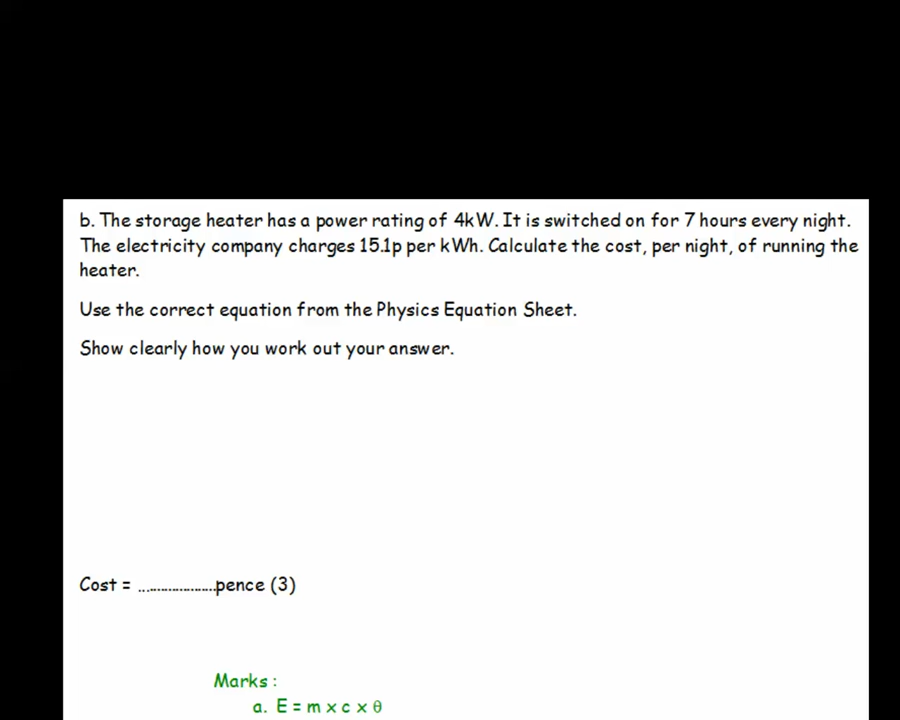 b. The storage heater has a power rating of 4kW. It is switched on for 7 hours every night.
The electricity company charges 15.1p per kWh. Calculate the cost, per night, of running the
heater.
Use the correct equation from the Physics Equation Sheet.
Show clearly how you work out your answer.
Cost = ...................pence (3)
Marks :
a. E = m x c x θ